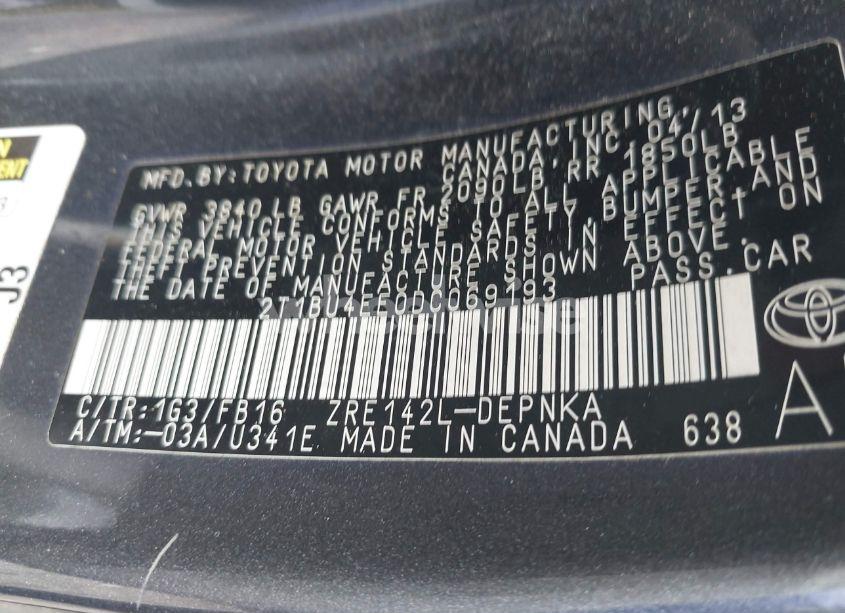 MFD. BY: TOYOTA MOTOR MANUFACTURING,
CANADA, INC. 04/13
GVWR 3840 LB GAWR FR 2090LB RR 1850LB
THIS VEHICLE CONFORMS TO ALL APPLICABLE
FEDERAL MOTOR VEHICLE SAFETY, BUMPER, AND
THEFT PREVENTION STANDARDS IN EFFECT ON
THE DATE OF MANUFACTURE SHOWN ABOVE.
2T1BU4EE0DC069193 PASS. CAR
C/TR: 1G3/FB16 ZRE142L-DEPNKA
A/TM: -03A/U341E MADE IN CANADA 638
A
J3